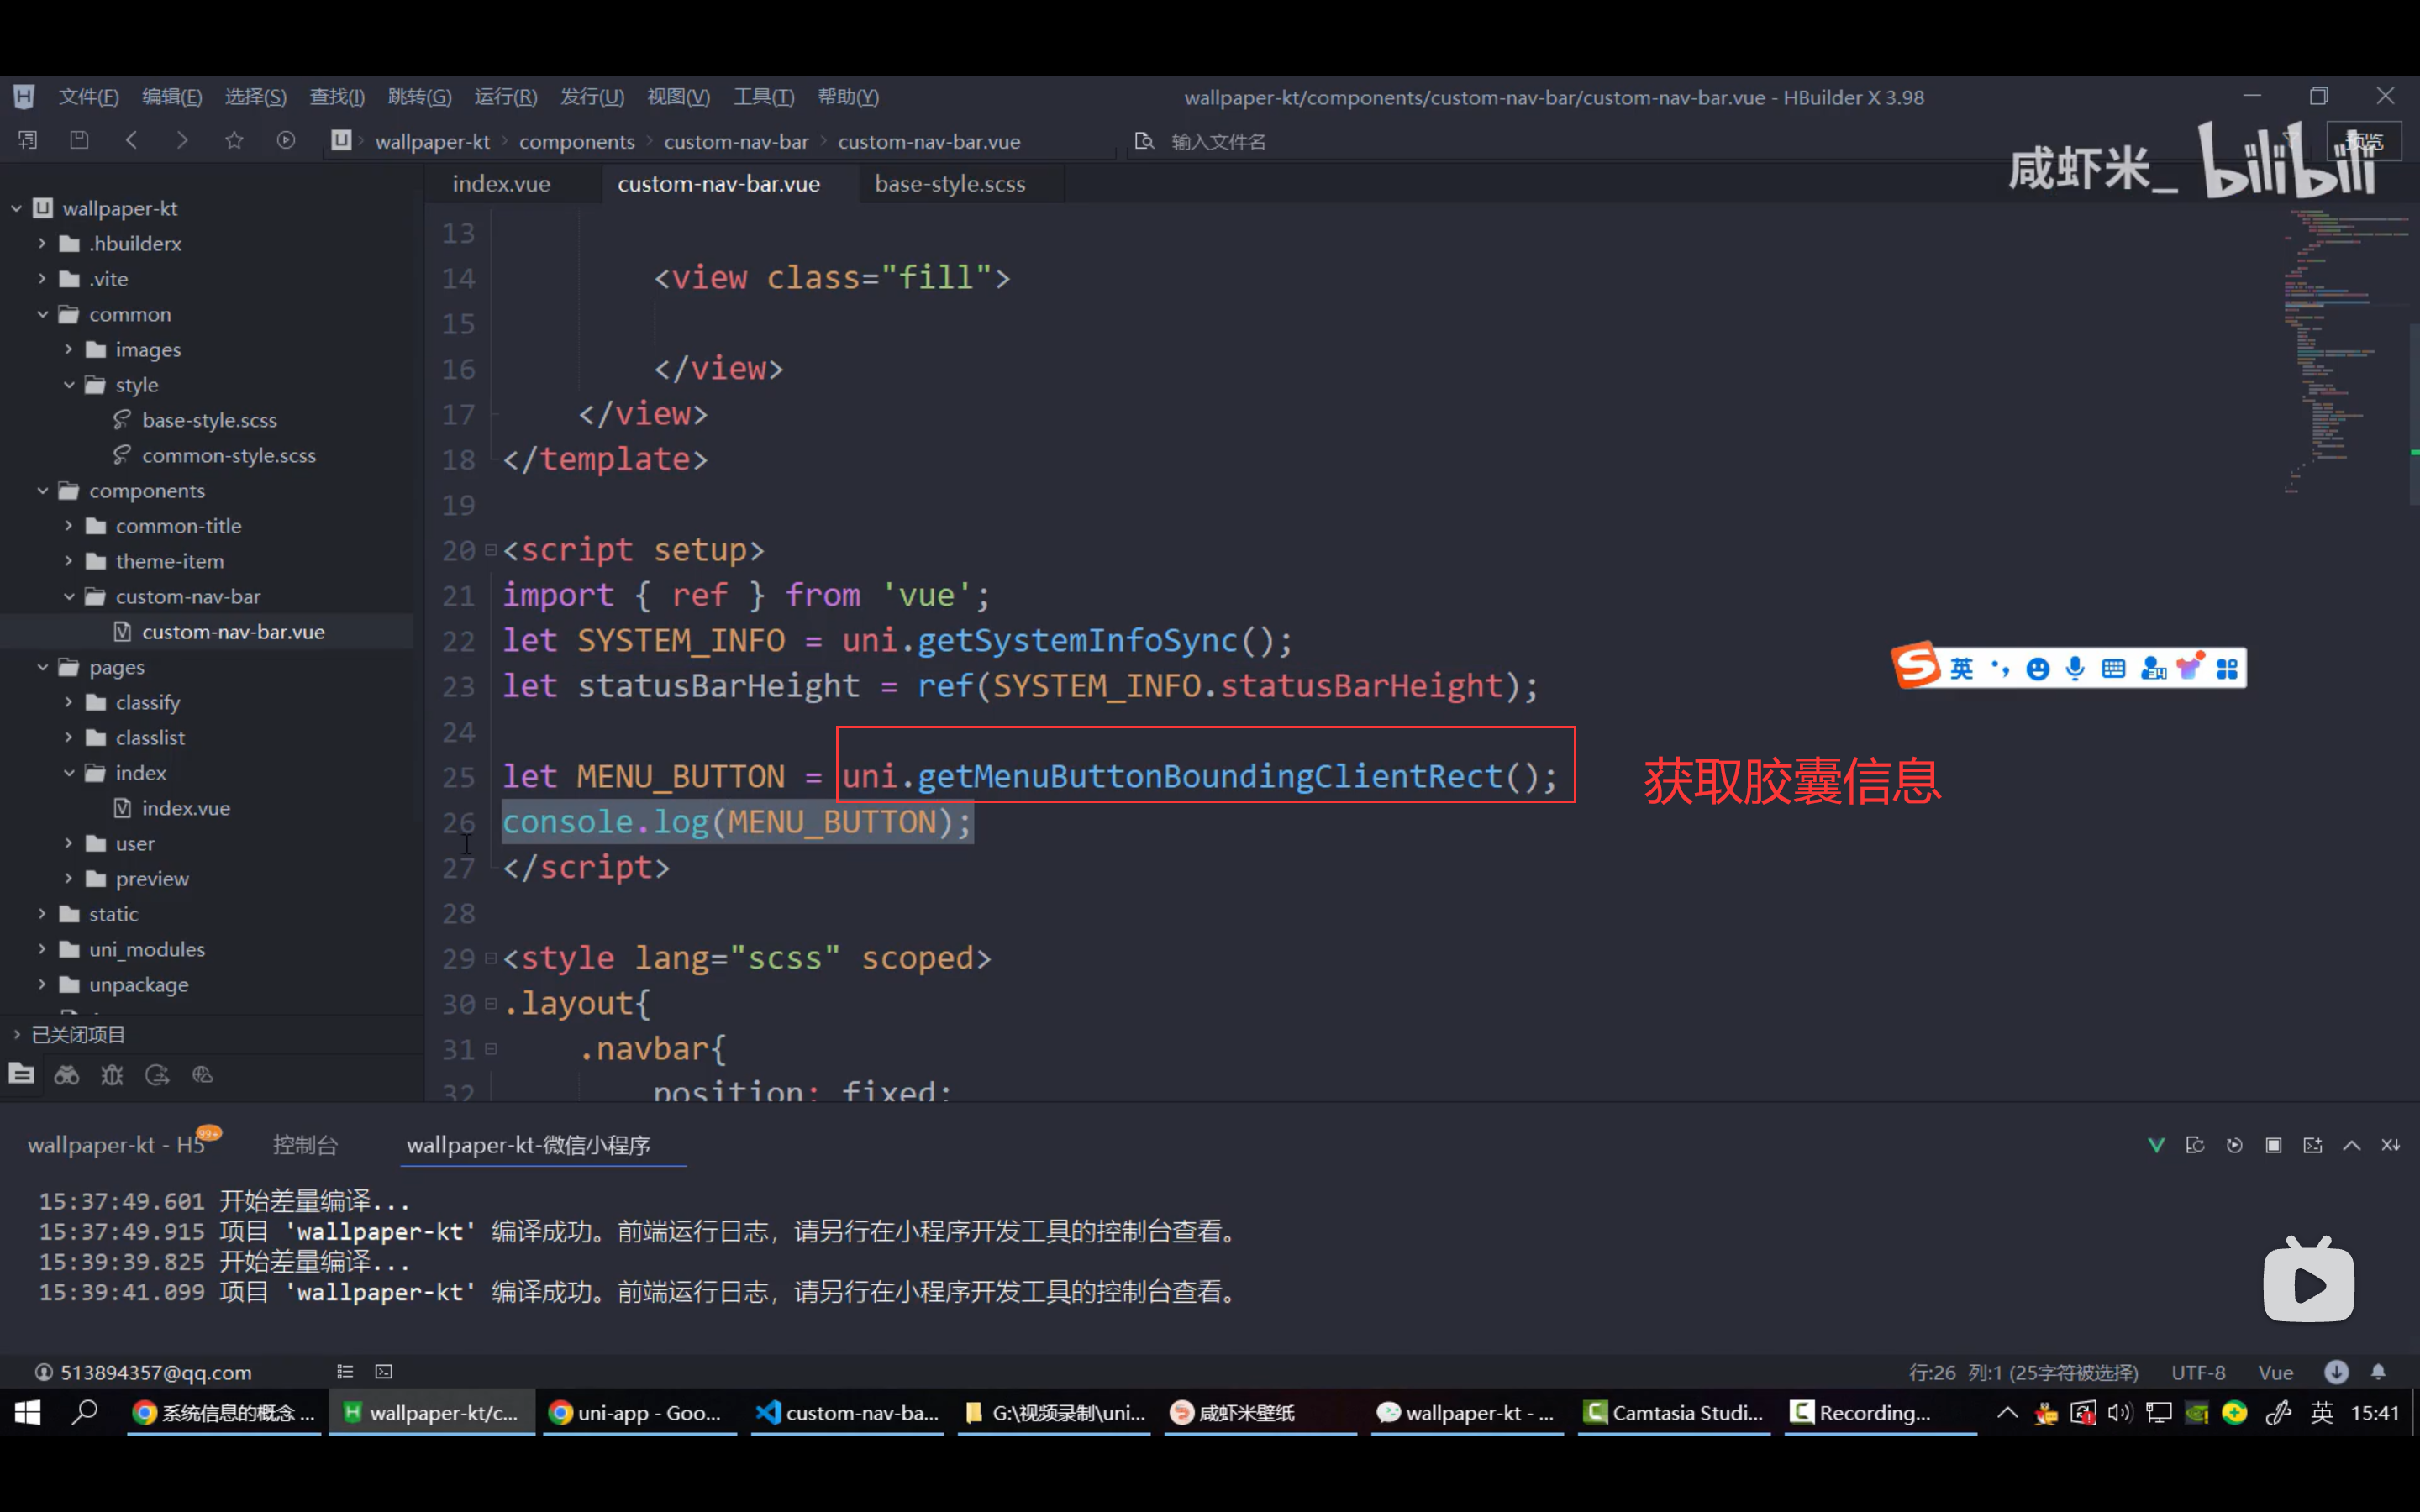 文件(F) 编辑(E) 选择(S) 查找(I) 跳转(G) 运行(R) 发行(U) 视图(V) 工具(T) 帮助(Y)
wallpaper-kt/components/custom-nav-bar/custom-nav-bar.vue - HBuilder X 3.98
wallpaper-kt components custom-nav-bar custom-nav-bar.vue
输入文件名
预览
咸虾米_ bilibili
wallpaper-kt
.hbuilderx
.vite
common
images
style
base-style.scss
common-style.scss
components
common-title
theme-item
custom-nav-bar
custom-nav-bar.vue
pages
classify
classlist
index
index.vue
user
preview
static
uni_modules
unpackage
已关闭项目
index.vue custom-nav-bar.vue base-style.scss
13
14 <view class="fill">
15
16 </view>
17 </view>
18 </template>
19
20 <script setup>
21 import { ref } from 'vue';
22 let SYSTEM_INFO = uni.getSystemInfoSync();
23 let statusBarHeight = ref(SYSTEM_INFO.statusBarHeight);
24
25 let MENU_BUTTON = uni.getMenuButtonBoundingClientRect();
获取胶囊信息
26 console.log(MENU_BUTTON);
27 </script>
28
29 <style lang="scss" scoped>
30 .layout{
31 .navbar{
32 position: fixed;
英
wallpaper-kt - H5 99+ 控制台 wallpaper-kt-微信小程序
15:37:49.601 开始差量编译...
15:37:49.915 项目 'wallpaper-kt' 编译成功。前端运行日志，请另行在小程序开发工具的控制台查看。
15:39:39.825 开始差量编译...
15:39:41.099 项目 'wallpaper-kt' 编译成功。前端运行日志，请另行在小程序开发工具的控制台查看。
513894357@qq.com
行:26 列:1 (25字符被选择) UTF-8 Vue
系统信息的概念 ... wallpaper-kt/c... uni-app - Goo... custom-nav-ba... G:\视频录制\uni... 咸虾米壁纸 wallpaper-kt - ... Camtasia Studi... Recording...
英 15:41